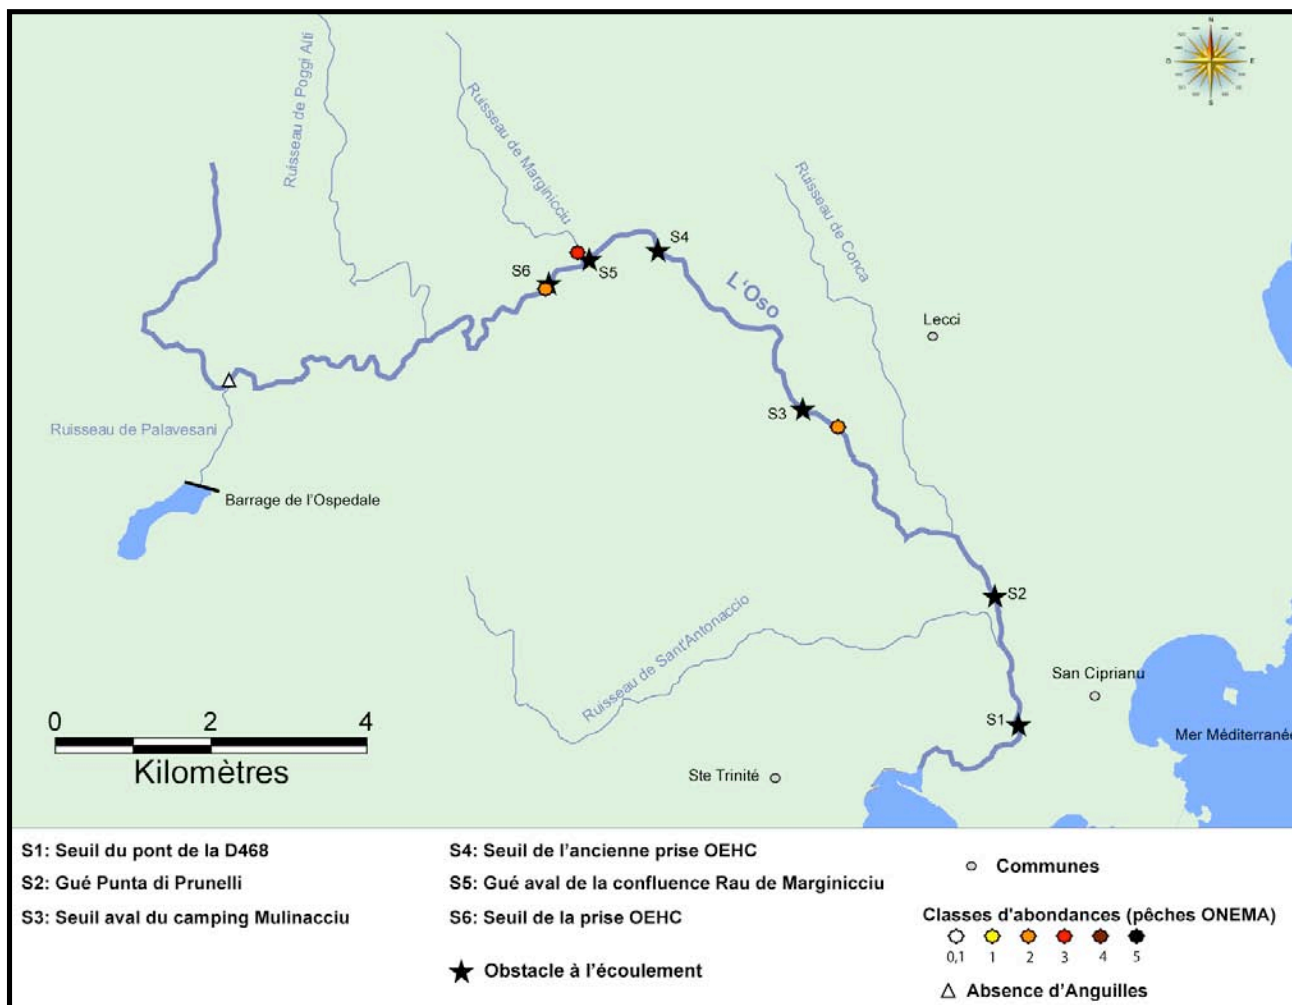 N
O
E
S
Ruisseau de Poggi Alti
Ruisseau de Marginicciu
Ruisseau de Conca
S4
S6
S5
L'Oso
Lecci
S3
Ruisseau de Palavesani
Barrage de l'Ospedale
S2
Ruisseau de Sant'Antonaccio
San Ciprianu
S1
0 2 4
Kilomètres
Mer Méditerranée
Ste Trinité
S1: Seuil du pont de la D468
S2: Gué Punta di Prunelli
S3: Seuil aval du camping Mulinacciu
S4: Seuil de l'ancienne prise OEHC
S5: Gué aval de la confluence Rau de Marginicciu
S6: Seuil de la prise OEHC
Obstacle à l'écoulement
Communes
Classes d'abondances (pêches ONEMA)
0,1 1 2 3 4 5
Absence d'Anguilles